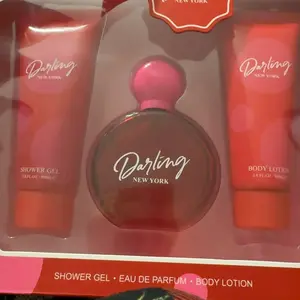 NEW YORK
Darling
NEW YORK
Darling
NEW YORK
Darling
NEW YORK
SHOWER GEL
BODY LOTION
SHOWER GEL • EAU DE PARFUM • BODY LOTION